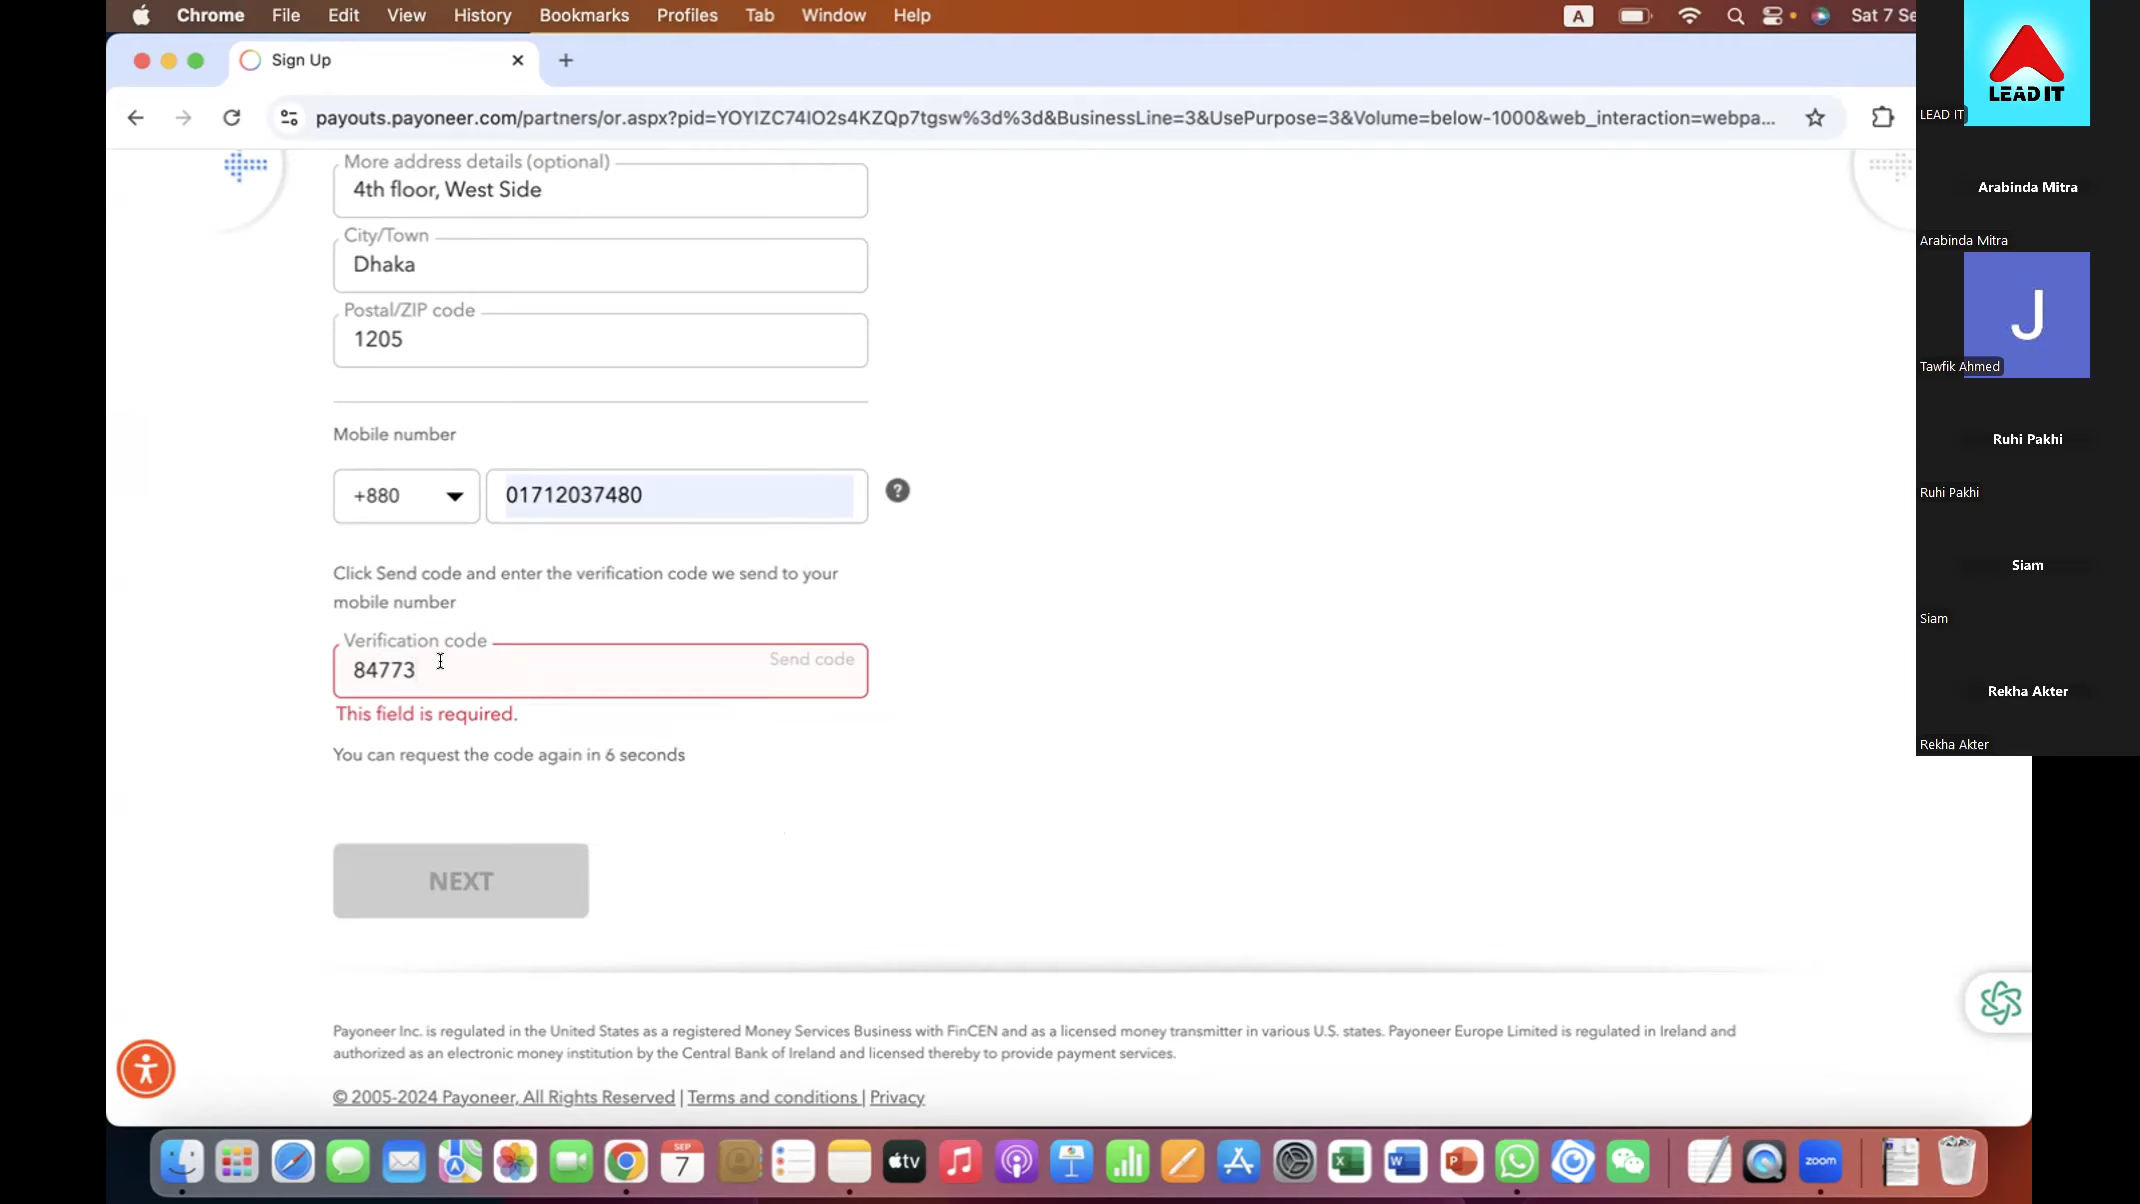 Chrome File Edit View History Bookmarks Profiles Tab Window Help
A
Sat 7 Se
Sign Up
payouts.payoneer.com/partners/or.aspx?pid=YOYIZC74IO2s4KZQp7tgsw%3d%3d&BusinessLine=3&UsePurpose=3&Volume=below-1000&web_interaction=webpa...
More address details (optional)
4th floor, West Side
City/Town
Dhaka
Postal/ZIP code
1205
Mobile number
+880
01712037480
?
Click Send code and enter the verification code we send to your
mobile number
Verification code
84773
Send code
This field is required.
You can request the code again in 6 seconds
NEXT
Payoneer Inc. is regulated in the United States as a registered Money Services Business with FinCEN and as a licensed money transmitter in various U.S. states. Payoneer Europe Limited is regulated in Ireland and
authorized as an electronic money institution by the Central Bank of Ireland and licensed thereby to provide payment services.
© 2005-2024 Payoneer, All Rights Reserved | Terms and conditions | Privacy
LEAD IT
LEAD IT
Arabinda Mitra
Arabinda Mitra
J
Tawfik Ahmed
Ruhi Pakhi
Ruhi Pakhi
Siam
Siam
Rekha Akter
Rekha Akter
SEP
7
tv
X
W
P
zoom